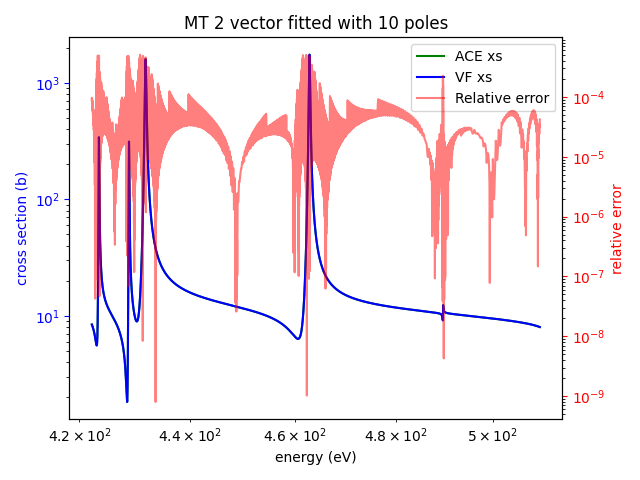 MT 2 vector fitted with 10 poles
ACE xs
VF xs
Relative error
cross section (b)
10³
10²
10¹
relative error
10⁻⁴
10⁻⁵
10⁻⁶
10⁻⁷
10⁻⁸
10⁻⁹
4.2 × 10² 4.4 × 10² 4.6 × 10² 4.8 × 10² 5 × 10²
energy (eV)